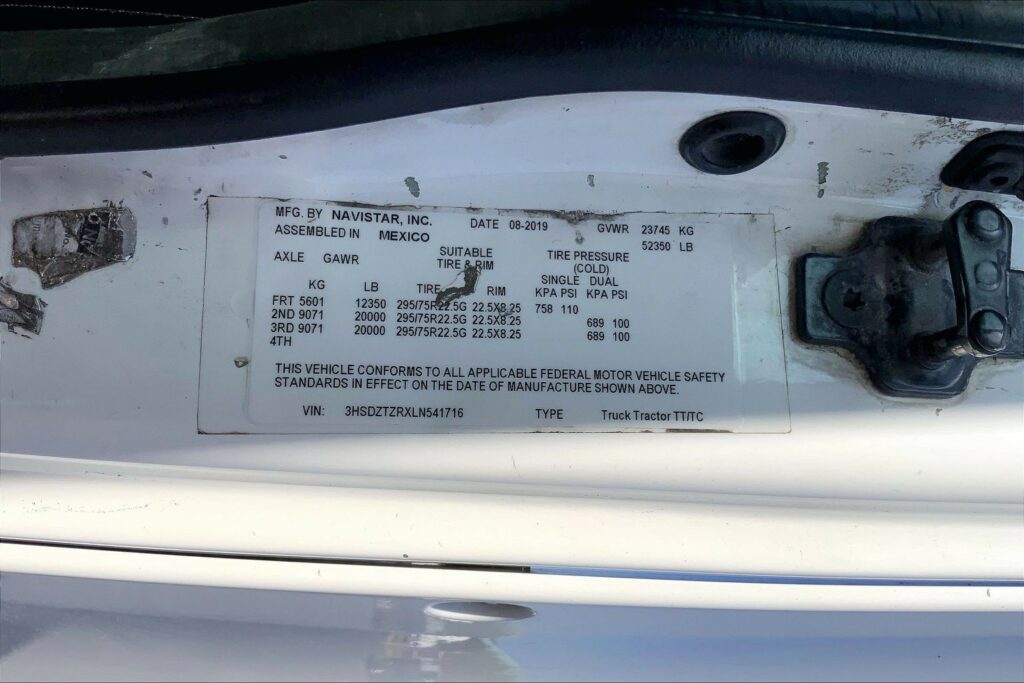 MFG. BY NAVISTAR, INC. DATE 08-2019 GVWR 23745 KG
ASSEMBLED IN MEXICO 52350 LB
AXLE GAWR SUITABLE TIRE & RIM TIRE PRESSURE (COLD)
SINGLE DUAL
KG LB TIRE RIM KPA PSI KPA PSI
FRT 5601 12350 295/75R22.5G 22.5X8.25 758 110
2ND 9071 20000 295/75R22.5G 22.5X8.25 689 100
3RD 9071 20000 295/75R22.5G 22.5X8.25 689 100
4TH
THIS VEHICLE CONFORMS TO ALL APPLICABLE FEDERAL MOTOR VEHICLE SAFETY
STANDARDS IN EFFECT ON THE DATE OF MANUFACTURE SHOWN ABOVE.
VIN: 3HSDZTZRXLN541716 TYPE Truck Tractor TT/TC